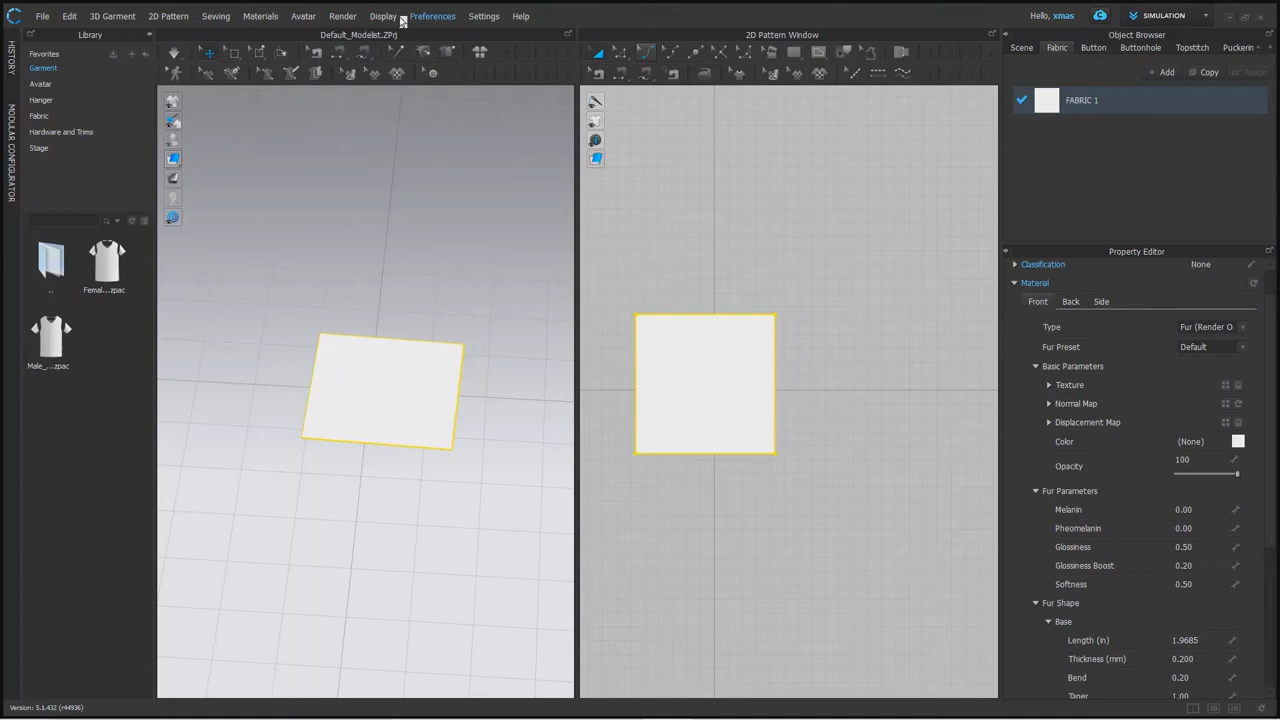 File Edit 3D Garment 2D Pattern Sewing Materials Avatar Render Display Preferences Settings Help Hello, xmas SIMULATION
HISTORY
MODULAR CONFIGURATOR
Library
Favorites
Garment
Avatar
Hanger
Fabric
Hardware and Trims
Stage
..
Femal...zpac
Male_...zpac
Default_Modelist.ZPrj
2D Pattern Window
Object Browser
Scene Fabric Button Buttonhole Topstitch Puckerin
+ Add Copy Assign
FABRIC 1
Property Editor
Classification None
Material
Front Back Side
Type Fur (Render O
Fur Preset Default
Basic Parameters
Texture
Normal Map
Displacement Map
Color (None)
Opacity 100
Fur Parameters
Melanin 0.00
Pheomelanin 0.00
Glossiness 0.50
Glossiness Boost 0.20
Softness 0.50
Fur Shape
Base
Length (in) 1.9685
Thickness (mm) 0.200
Bend 0.20
Taper 1.00
Version: 5.1.432 (r44936)